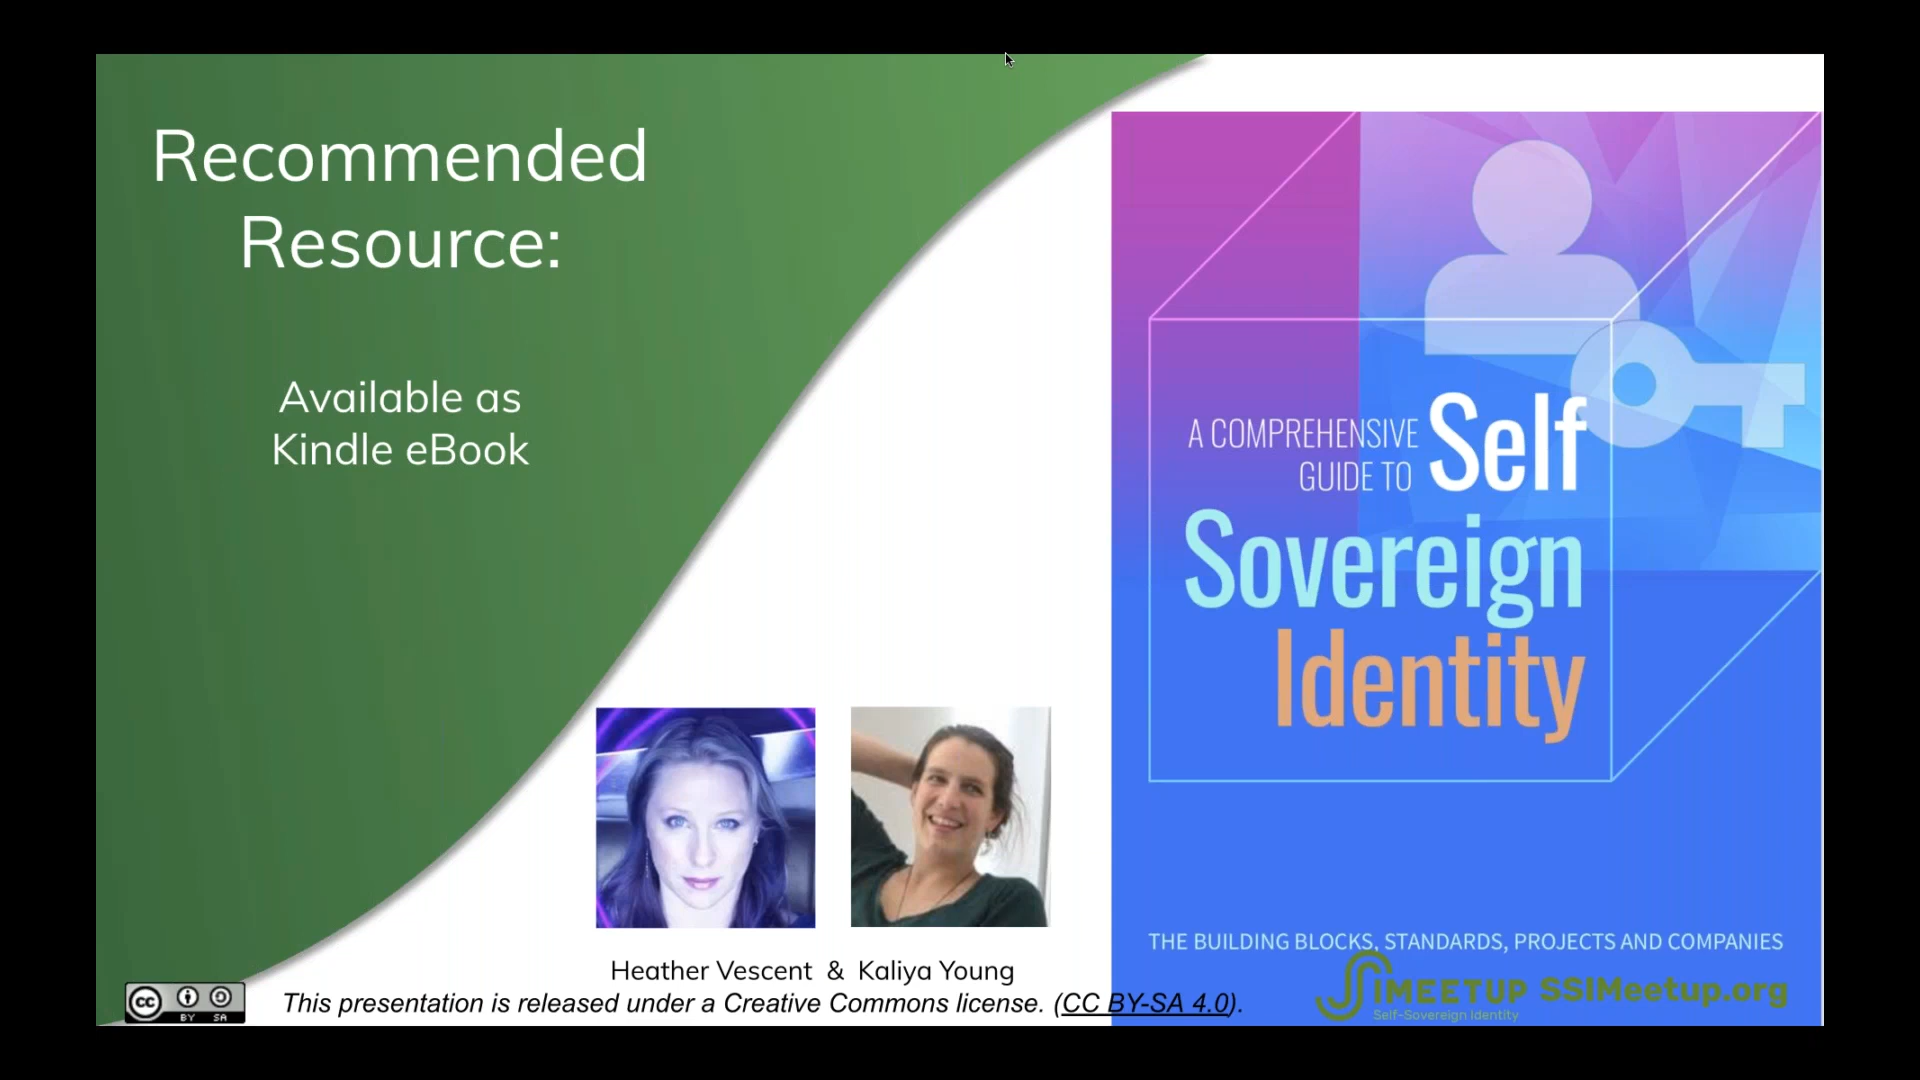 Recommended
Resource:
Available as
Kindle eBook
A COMPREHENSIVE
GUIDE TO
Self
Sovereign
Identity
THE BUILDING BLOCKS, STANDARDS, PROJECTS AND COMPANIES
Heather Vescent & Kaliya Young
This presentation is released under a Creative Commons license. (CC BY-SA 4.0).
cc
BY SA
SSIMEETUP SSIMeetup.org
Self-Sovereign Identity